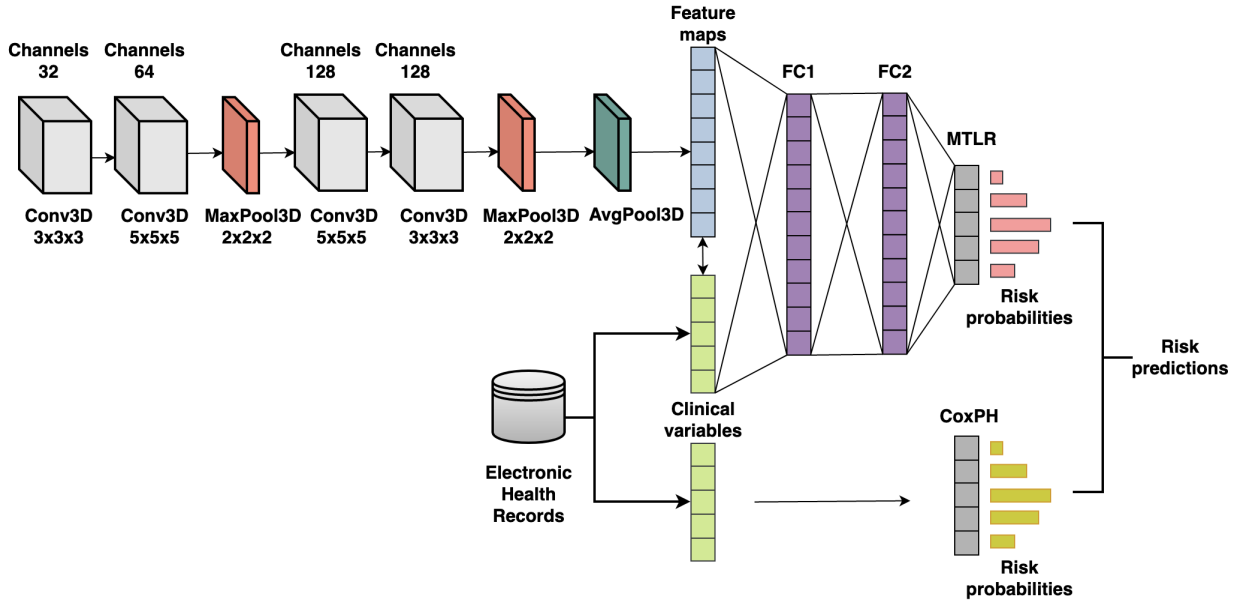 Channels
32
Channels
64
Channels
128
Channels
128
Feature
maps
FC1
FC2
MTLR
Conv3D
3x3x3
Conv3D
5x5x5
MaxPool3D
2x2x2
Conv3D
5x5x5
Conv3D
3x3x3
MaxPool3D
2x2x2
AvgPool3D
Risk
probabilities
Risk
predictions
Clinical
variables
Electronic
Health
Records
CoxPH
Risk
probabilities